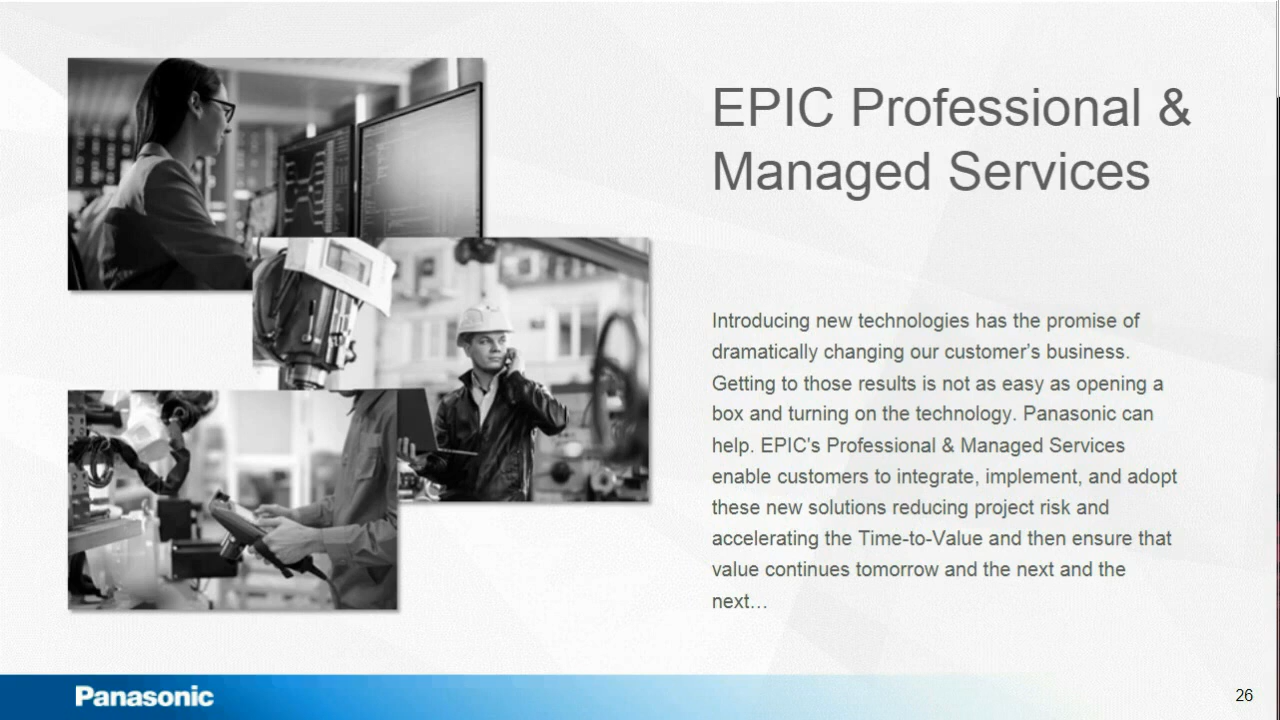 EPIC Professional &
Managed Services
Introducing new technologies has the promise of
dramatically changing our customer’s business.
Getting to those results is not as easy as opening a
box and turning on the technology. Panasonic can
help. EPIC's Professional & Managed Services
enable customers to integrate, implement, and adopt
these new solutions reducing project risk and
accelerating the Time-to-Value and then ensure that
value continues tomorrow and the next and the
next…
Panasonic
26